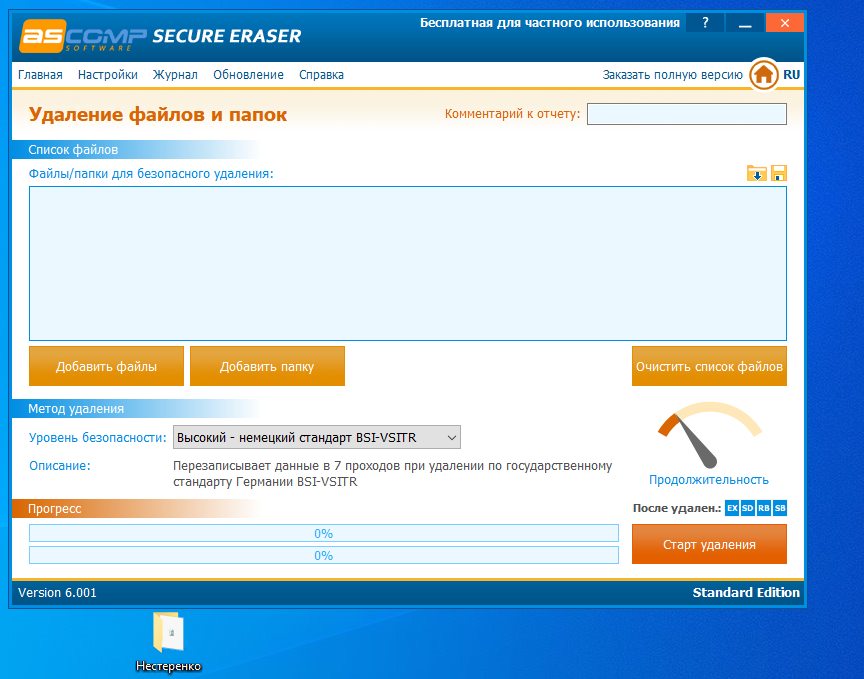 Бесплатная для частного использования ?
ascomp SOFTWARE SECURE ERASER
Главная Настройки Журнал Обновление Справка Заказать полную версию RU
Удаление файлов и папок Комментарий к отчету:
Список файлов
Файлы/папки для безопасного удаления:
Добавить файлы Добавить папку Очистить список файлов
Метод удаления
Уровень безопасности: Высокий - немецкий стандарт BSI-VSITR
Описание: Перезаписывает данные в 7 проходов при удалении по государственному
стандарту Германии BSI-VSITR
Продолжительность
Прогресс После удален.: EX SD RB SB
0%
Старт удаления
0%
Version 6.001 Standard Edition
Нестеренко